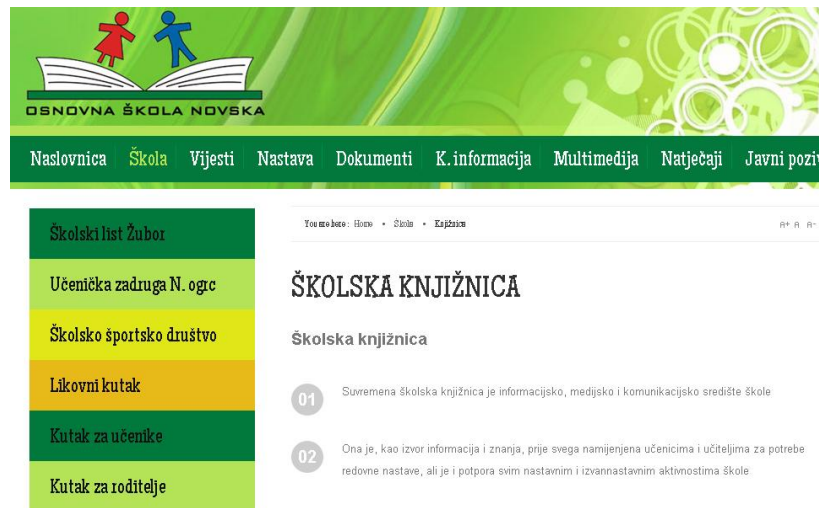 OSNOVNA ŠKOLA NOVSKA
Naslovnica Škola Vijesti Nastava Dokumenti K. informacija Multimedija Natječaji Javni poziv
Školski list Žubor
Učenička zadruga N. ogrc
Školsko športsko društvo
Likovni kutak
Kutak za učenike
Kutak za roditelje
You are here: Home • Škola • Knjižnica
A+ A A-
ŠKOLSKA KNJIŽNICA
Školska knjižnica
01 Suvremena školska knjižnica je informacijsko, medijsko i komunikacijsko središte škole
02 Ona je, kao izvor informacija i znanja, prije svega namijenjena učenicima i učiteljima za potrebe
redovne nastave, ali je i potpora svim nastavnim i izvannastavnim aktivnostima škole